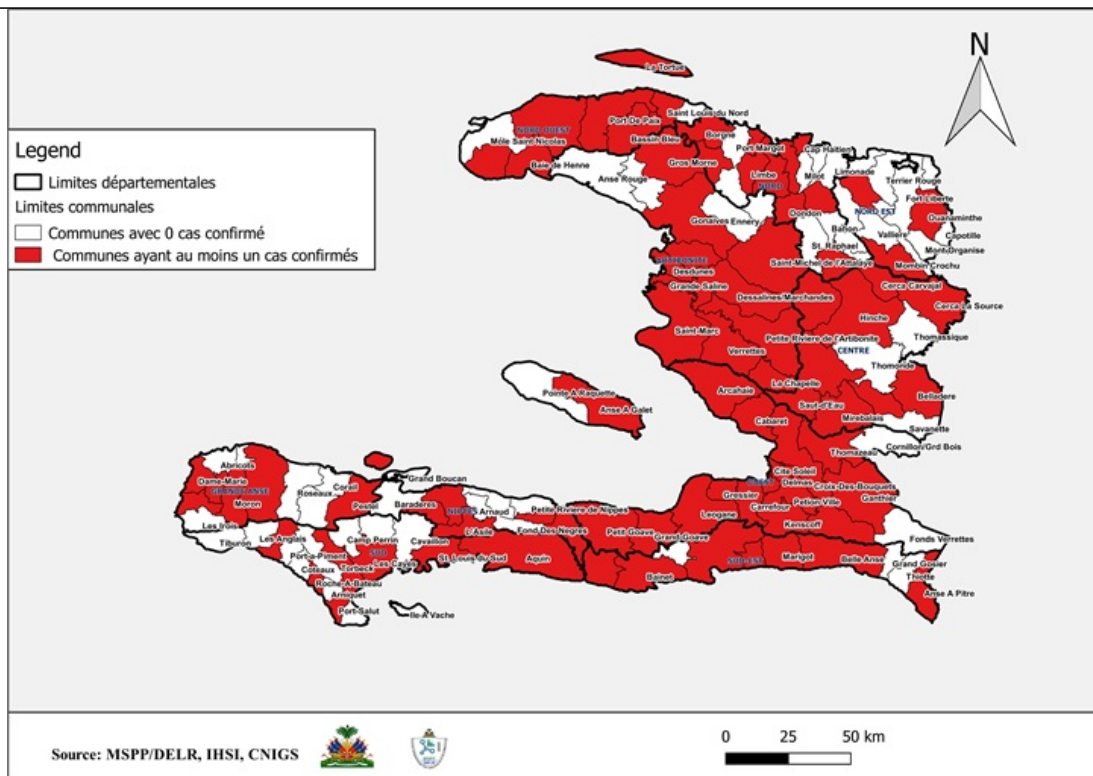 N
Legend
Limites départementales
Limites communales
Communes avec 0 cas confirmé
Communes ayant au moins un cas confirmés
La Tortue
Saint Louis du Nord
Port De Paix
NORD OUEST
Môle Saint Nicolas
Bassin Bleu
Borgne
Port Margot
Cap Haïtien
Baie de Henne
Gros Morne
Limbe
Milot
Limonade
Terrier Rouge
Anse Rouge
NORD
Fort Liberte
Gonaïves
Ennery
Dondon
NORD EST
Ouanaminthe
Bahon
Valliere
Capotille
St. Raphael
Mont Organise
Saint-Michel de l'Attalaye
Mombin Crochu
Desdunes
Grande Saline
Cerca Carvajal
Dessalines/Marchandes
Cerca La Source
Hinche
Saint-Marc
Petite Riviere de l'Artibonite
Thomassique
Verrettes
CENTRE
Thomonde
La Chapelle
Pointe A Raquette
Arcahaie
Belladere
Anse A Galet
Saut-d'Eau
Cabaret
Mirebalais
Savanette
Cornillon/Grd Bois
Thomazeau
Abricots
Cite Soleil
Grand Boucan
Dame-Marie
Corail
Delmas
Croix-Des-Bouquets
GRANDE ANSE
Roseaux
Gressier
Ganthier
Moron
Pestel
Baraderes
NIPPES
Arnaud
Petite Riviere de Nippes
Leogane
Carrefour
Petion Ville
Les Irois
Kenscoff
L'Asile
Fond Des Negres
Petit Goave
Grand-Goave
Fonds Verrettes
Tiburon
Les Anglais
Camp Perrin
Cavaillon
Port-a-Piment
SUD
St. Louis du Sud
Aquin
SUD EST
Marigot
Belle Anse
Grand Gosier
Coteaux
Torbeck
Les Cayes
Thiotte
Roche-A-Bateau
Bainet
Anse A Pitre
Arniquet
Port-Salut
Ile A Vache
Source: MSPP/DELR, IHSI, CNIGS
0 25 50 km